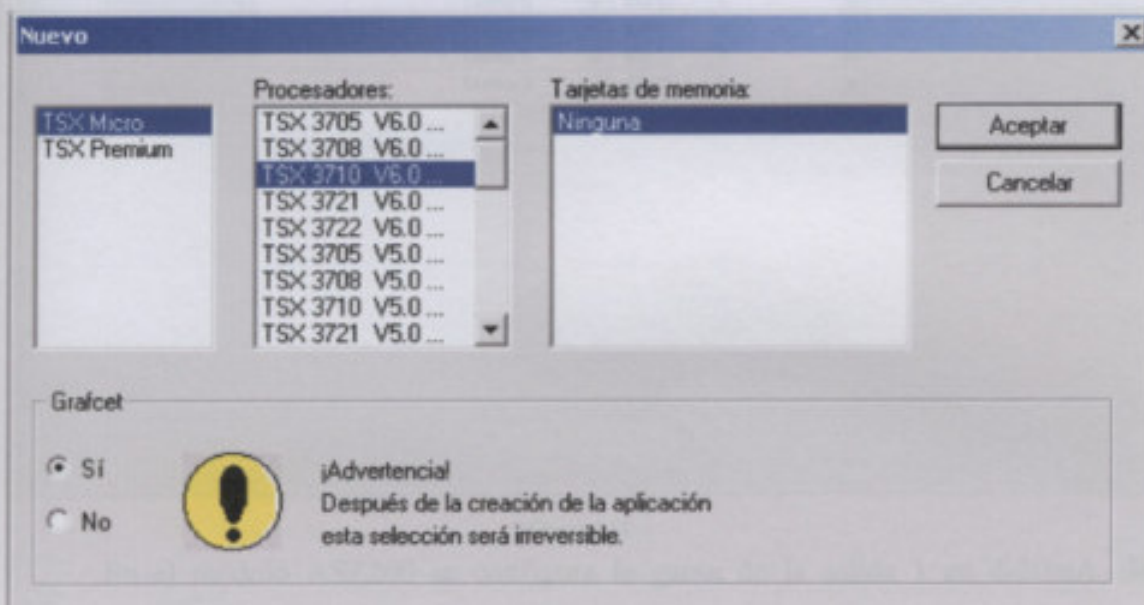 Nuevo
TSX Micro
TSX Premium
Procesadores:
TSX 3705 V6.0 ...
TSX 3708 V6.0 ...
TSX 3710 V6.0 ...
TSX 3721 V6.0 ...
TSX 3722 V6.0 ...
TSX 3705 V5.0 ...
TSX 3708 V5.0 ...
TSX 3710 V5.0 ...
TSX 3721 V5.0 ...
Tarjetas de memoria:
Ninguna
Aceptar
Cancelar
Grafcet
Sí
No
¡Advertencia!
Después de la creación de la aplicación
esta selección será irreversible.